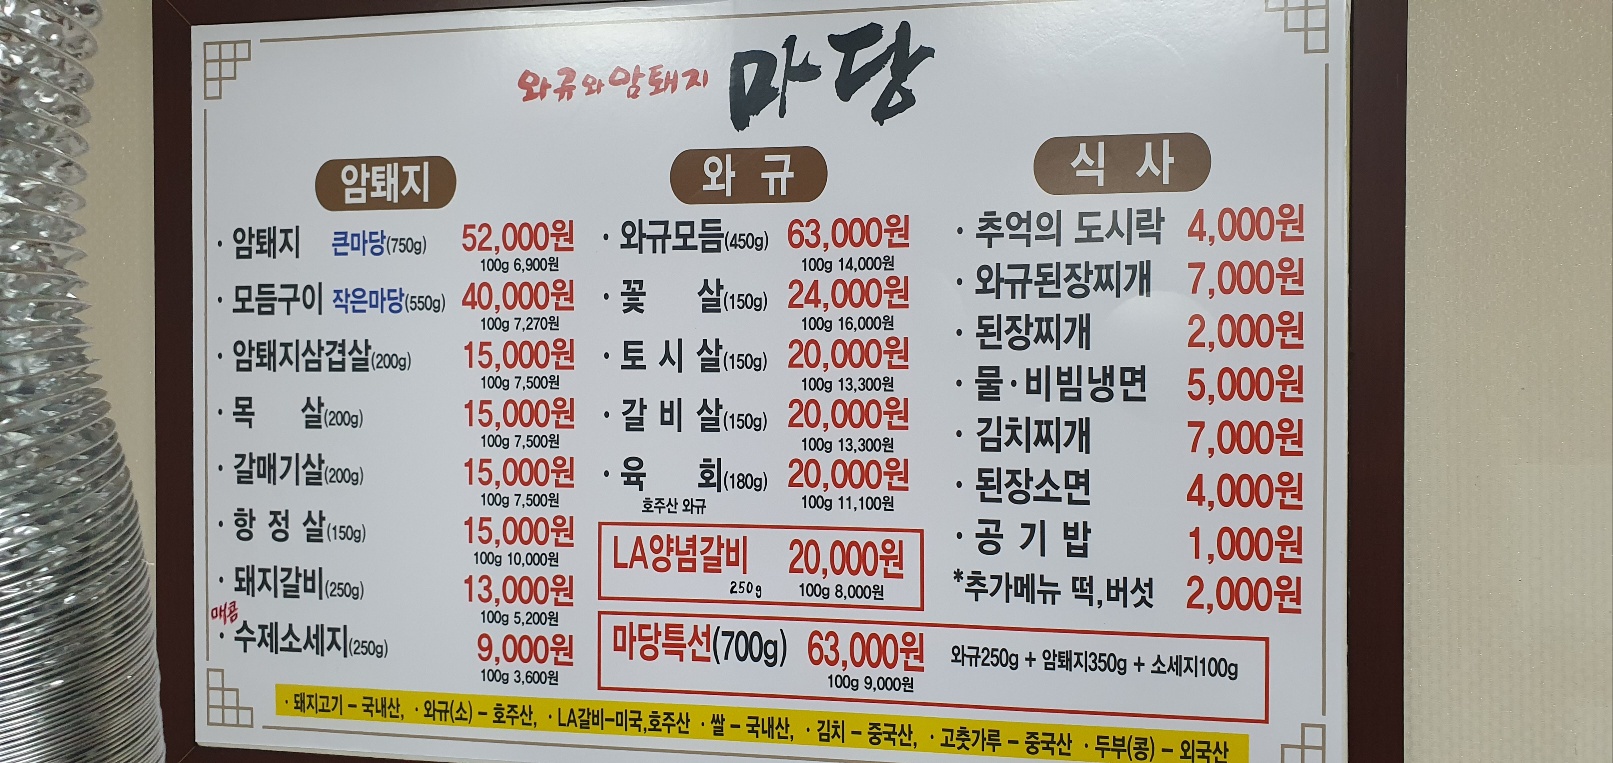 와규와암퇘지 마당
암퇘지
· 암퇘지 큰마당(750g) 52,000원
100g 6,900원
· 모듬구이 작은마당(550g) 40,000원
100g 7,270원
· 암퇘지삼겹살(200g) 15,000원
100g 7,500원
· 목 살(200g) 15,000원
100g 7,500원
· 갈매기살(200g) 15,000원
100g 7,500원
· 항 정 살(150g) 15,000원
100g 10,000원
· 돼지갈비(250g) 13,000원
100g 5,200원
매콤
· 수제소세지(250g) 9,000원
100g 3,600원
와 규
· 와규모듬(450g) 63,000원
100g 14,000원
· 꽃 살(150g) 24,000원
100g 16,000원
· 토 시 살(150g) 20,000원
100g 13,300원
· 갈 비 살(150g) 20,000원
100g 13,300원
· 육 회(180g) 20,000원
호주산 와규 100g 11,100원
LA양념갈비 20,000원
250g 100g 8,000원
식 사
· 추억의 도시락 4,000원
· 와규된장찌개 7,000원
· 된장찌개 2,000원
· 물·비빔냉면 5,000원
· 김치찌개 7,000원
· 된장소면 4,000원
· 공 기 밥 1,000원
*추가메뉴 떡,버섯 2,000원
마당특선(700g) 63,000원 와규250g + 암퇘지350g + 소세지100g
100g 9,000원
· 돼지고기 – 국내산, · 와규(소) – 호주산, · LA갈비–미국,호주산 · 쌀 – 국내산, · 김치 – 중국산, · 고춧가루 – 중국산 · 두부(콩) – 외국산